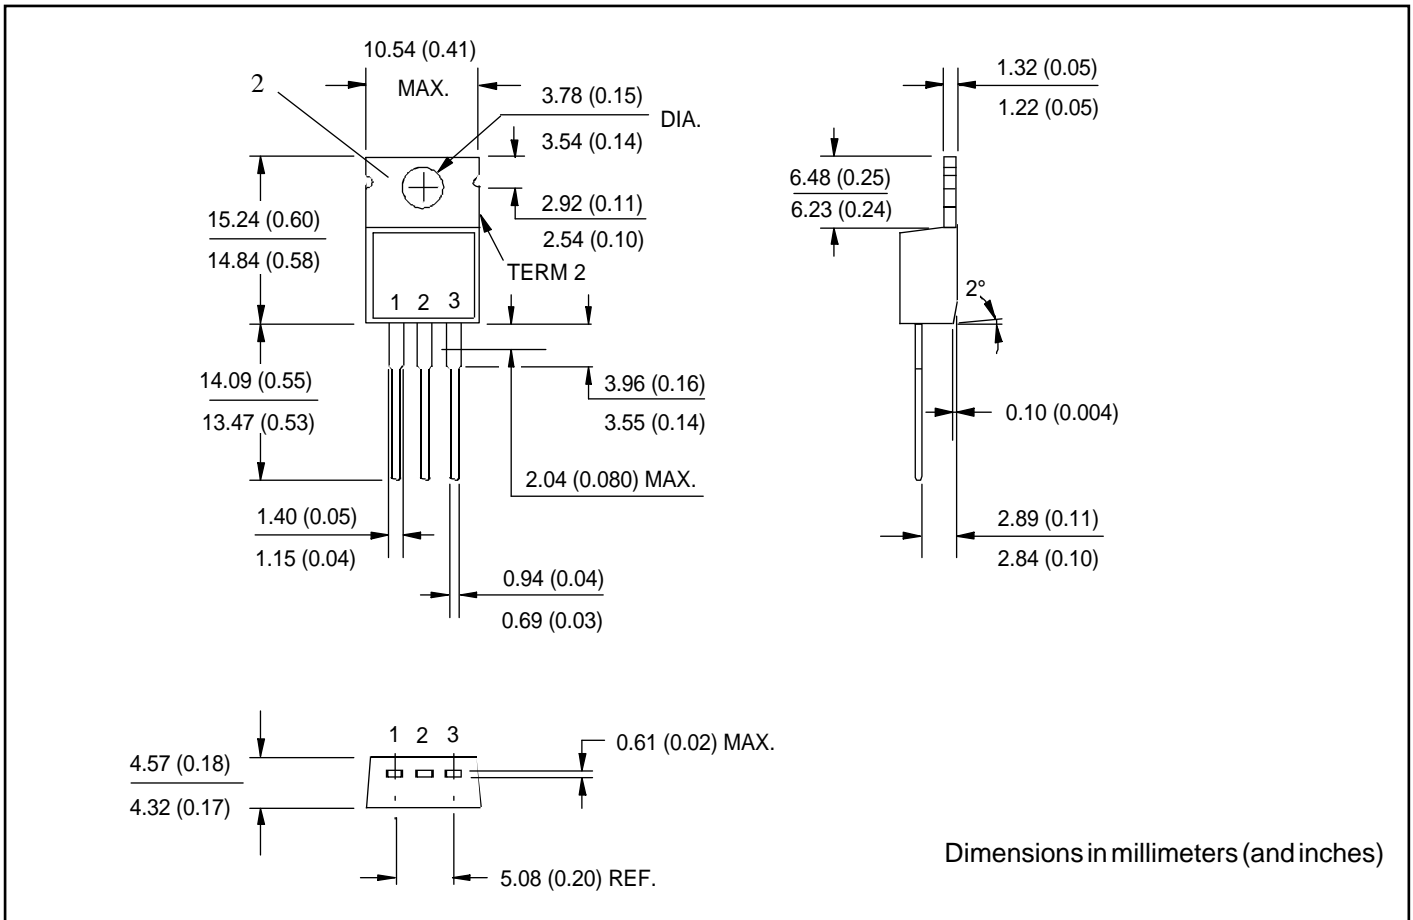 10.54 (0.41)
MAX.
2
3.78 (0.15)
3.54 (0.14)
DIA.
2.92 (0.11)
2.54 (0.10)
TERM 2
15.24 (0.60)
14.84 (0.58)
1 2 3
14.09 (0.55)
13.47 (0.53)
3.96 (0.16)
3.55 (0.14)
2.04 (0.080) MAX.
1.40 (0.05)
1.15 (0.04)
0.94 (0.04)
0.69 (0.03)
1.32 (0.05)
1.22 (0.05)
6.48 (0.25)
6.23 (0.24)
2°
0.10 (0.004)
2.89 (0.11)
2.84 (0.10)
1 2 3
0.61 (0.02) MAX.
4.57 (0.18)
4.32 (0.17)
5.08 (0.20) REF.
Dimensions in millimeters (and inches)